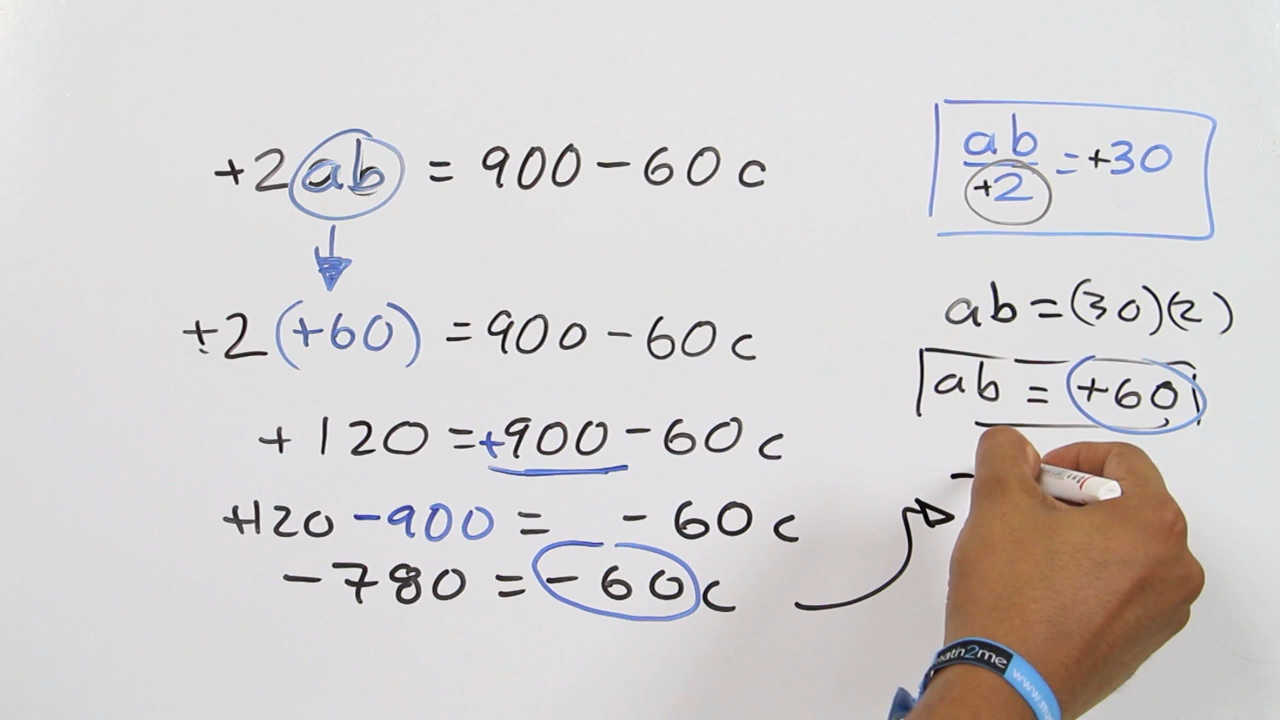 +2ab = 900 - 60c
+2(+60) = 900 - 60c
+120 = +900 - 60c
+120 - 900 = - 60c
-780 = -60c
ab
+2
= +30
ab = (30)(2)
ab = +60
-
math2me